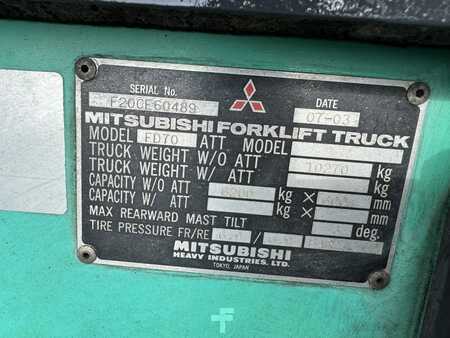 SERIAL No. F20CF60489
DATE 07-03
MITSUBISHI FORKLIFT TRUCK
MODEL FD70 ATT MODEL
TRUCK WEIGHT W/O ATT 10270 kg
TRUCK WEIGHT W/ ATT kg
CAPACITY W/O ATT 6200 kg × mm
CAPACITY W/ ATT kg × mm
MAX REARWARD MAST TILT deg.
TIRE PRESSURE FR/RE
MITSUBISHI
HEAVY INDUSTRIES. LTD.
TOKYO, JAPAN